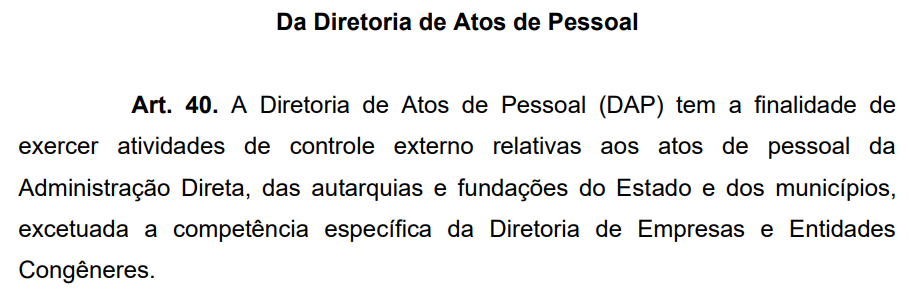 Da Diretoria de Atos de Pessoal
Art. 40. A Diretoria de Atos de Pessoal (DAP) tem a finalidade de
exercer atividades de controle externo relativas aos atos de pessoal da
Administração Direta, das autarquias e fundações do Estado e dos municípios,
excetuada a competência específica da Diretoria de Empresas e Entidades
Congêneres.